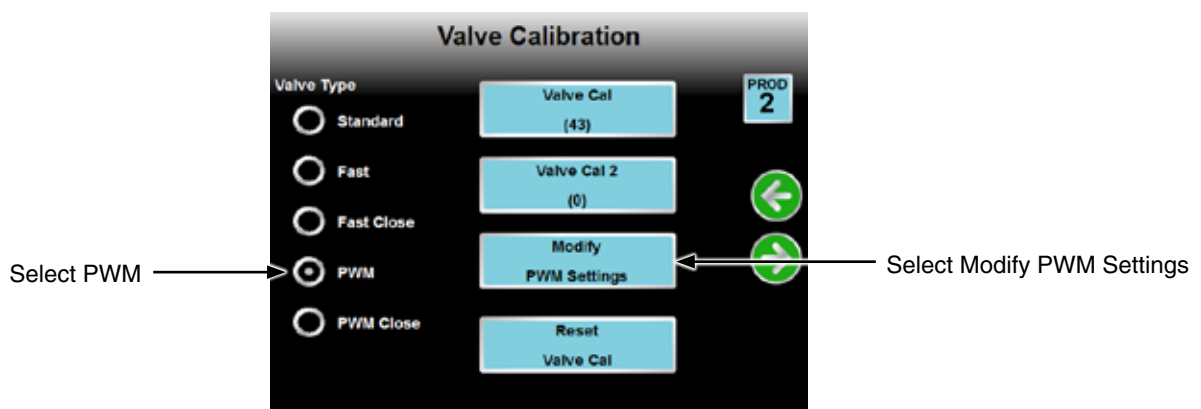 Valve Calibration
Valve Type
Standard
Fast
Fast Close
PWM
PWM Close
Valve Cal
(43)
Valve Cal 2
(0)
Modify
PWM Settings
Reset
Valve Cal
PROD
2
Select PWM
Select Modify PWM Settings